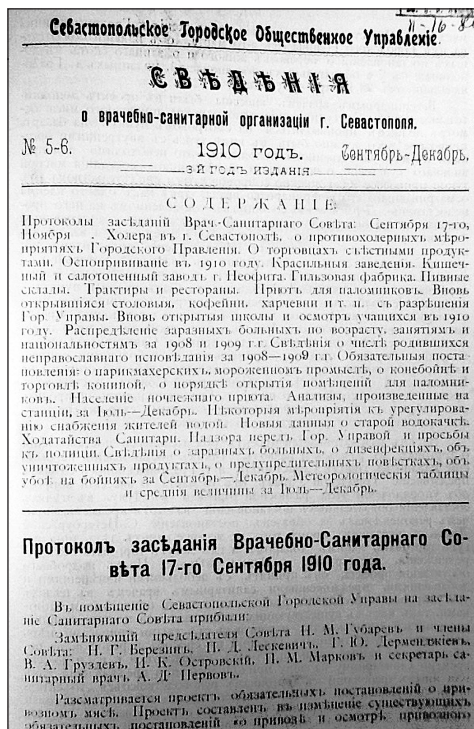 Севастопольское Городское Общественное Управленіе.
СВѢДѢНІЯ
о врачебно-санитарной организаціи г. Севастополя.
№ 5-6. 1910 годъ. Сентябрь-Декабрь.
3-Й ГОДЪ ИЗДАНІЯ
СОДЕРЖАНІЕ
Протоколы засѣданій Врач.-Санитарнаго Совѣта: Сентября 17-го,
Ноября . Холера въ г. Севастополѣ, о противохолерныхъ мѣро-
пріятіяхъ Городского Правленія. О торговцахъ съѣстными продук-
тами. Оспопрививаніе въ 1910 году. Красильныя заведенія. Кишеч-
ный и салотопенный заводъ г. Неофита. Гильзовая фабрика. Пивные
склады. Трактиры и рестораны. Пріютъ для паломниковъ. Вновь
открывшіяся столовыя, кофейни, харчевни и т. п. съ разрѣшенія
Гор. Управы. Вновь открытыя школы и осмотръ учащихся въ 1910
году. Распредѣленіе заразныхъ больныхъ по возрасту, занятіямъ и
національностямъ за 1908 и 1909 г.г. Свѣдѣнія о числѣ родившихся
неправославнаго исповѣданія за 1908—1909 г.г. Обязательныя поста-
новленія: о парикмахерскихъ, мороженномъ промыслѣ, о конебойнѣ и
торговлѣ кониной, о порядкѣ открытія помѣщеній для паломни-
ковъ. Населеніе ночлежнаго пріюта. Анализы, произведенные на
станціи, за Іюль—Декабрь. Нѣкоторыя мѣропріятія къ урегулиро-
ванію снабженія жителей водой. Новыя данныя о старой водокачкѣ.
Ходатайства Санитарн. Надзора передъ Гор. Управой и просьбы
къ полиціи. Свѣдѣнія о заразныхъ больныхъ, о дизенфекціяхъ, объ
уничтоженныхъ продуктахъ, о предупредительныхъ повѣсткахъ, объ
убоѣ на бойняхъ за Сентябрь—Декабрь. Метеорологическія таблицы
и среднія величины за Іюль—Декабрь.
Протоколъ засѣданія Врачебно-Санитарнаго Со-
вѣта 17-го Сентября 1910 года.
Въ помѣщеніе Севастопольской Городской Управы на засѣда-
ніе Санитарнаго Совѣта прибыли:
Замѣняющій предсѣдателя Совѣта Н. М. Губаревъ и члены
Совѣта: Н. Г. Березинъ, П. Д. Лескевичъ, Г. Ю. Дерменджіевъ,
В. А. Груздевъ, И. К. Островскій, П. М. Марковъ и секретарь са-
нитарный врачъ А. Д. Первовъ.
Разсматривается проектъ обязательныхъ постановленій о при-
возномъ мясѣ. Проектъ составленъ въ измѣненіе существующихъ
обязательныхъ постановленій «о привозѣ и осмотрѣ привозного